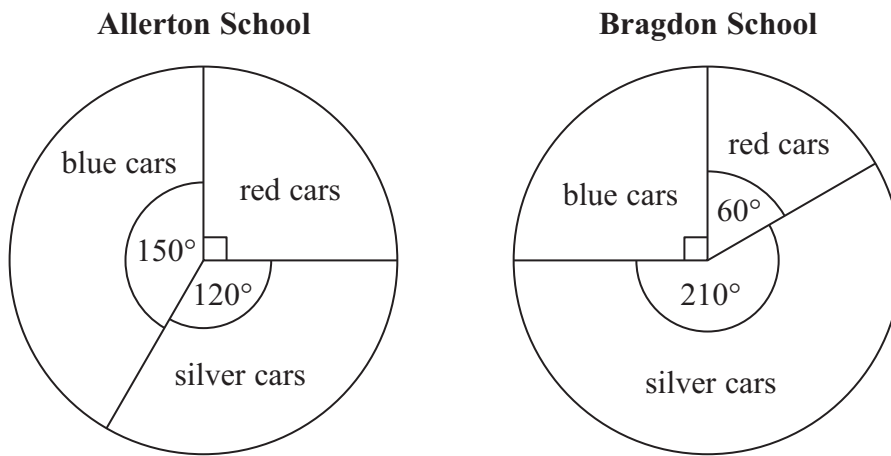 Allerton School
blue cars
red cars
150°
120°
silver cars
Bragdon School
red cars
blue cars
60°
210°
silver cars